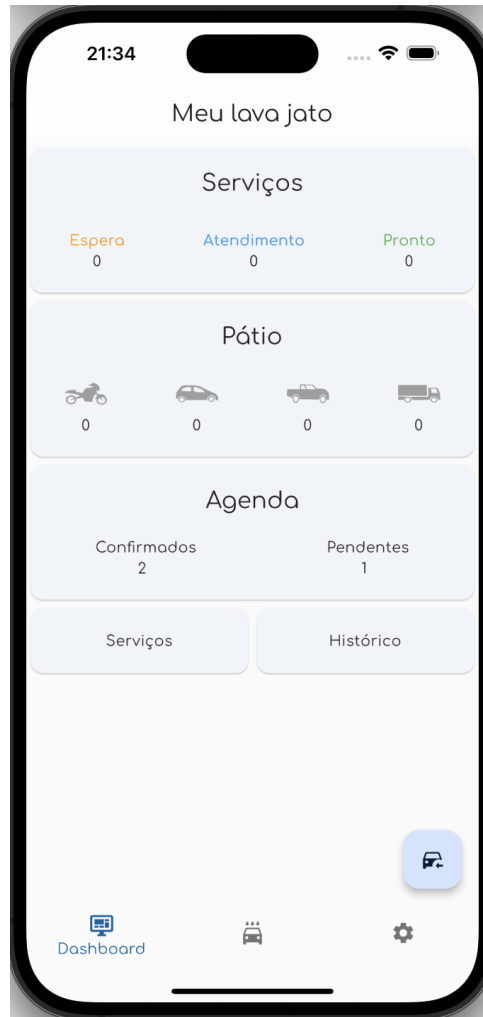 21:34
Meu lava jato
Serviços
Espera Atendimento Pronto
0 0 0
Pátio
0 0 0 0
Agenda
Confirmados Pendentes
2 1
Serviços Histórico
Dashboard